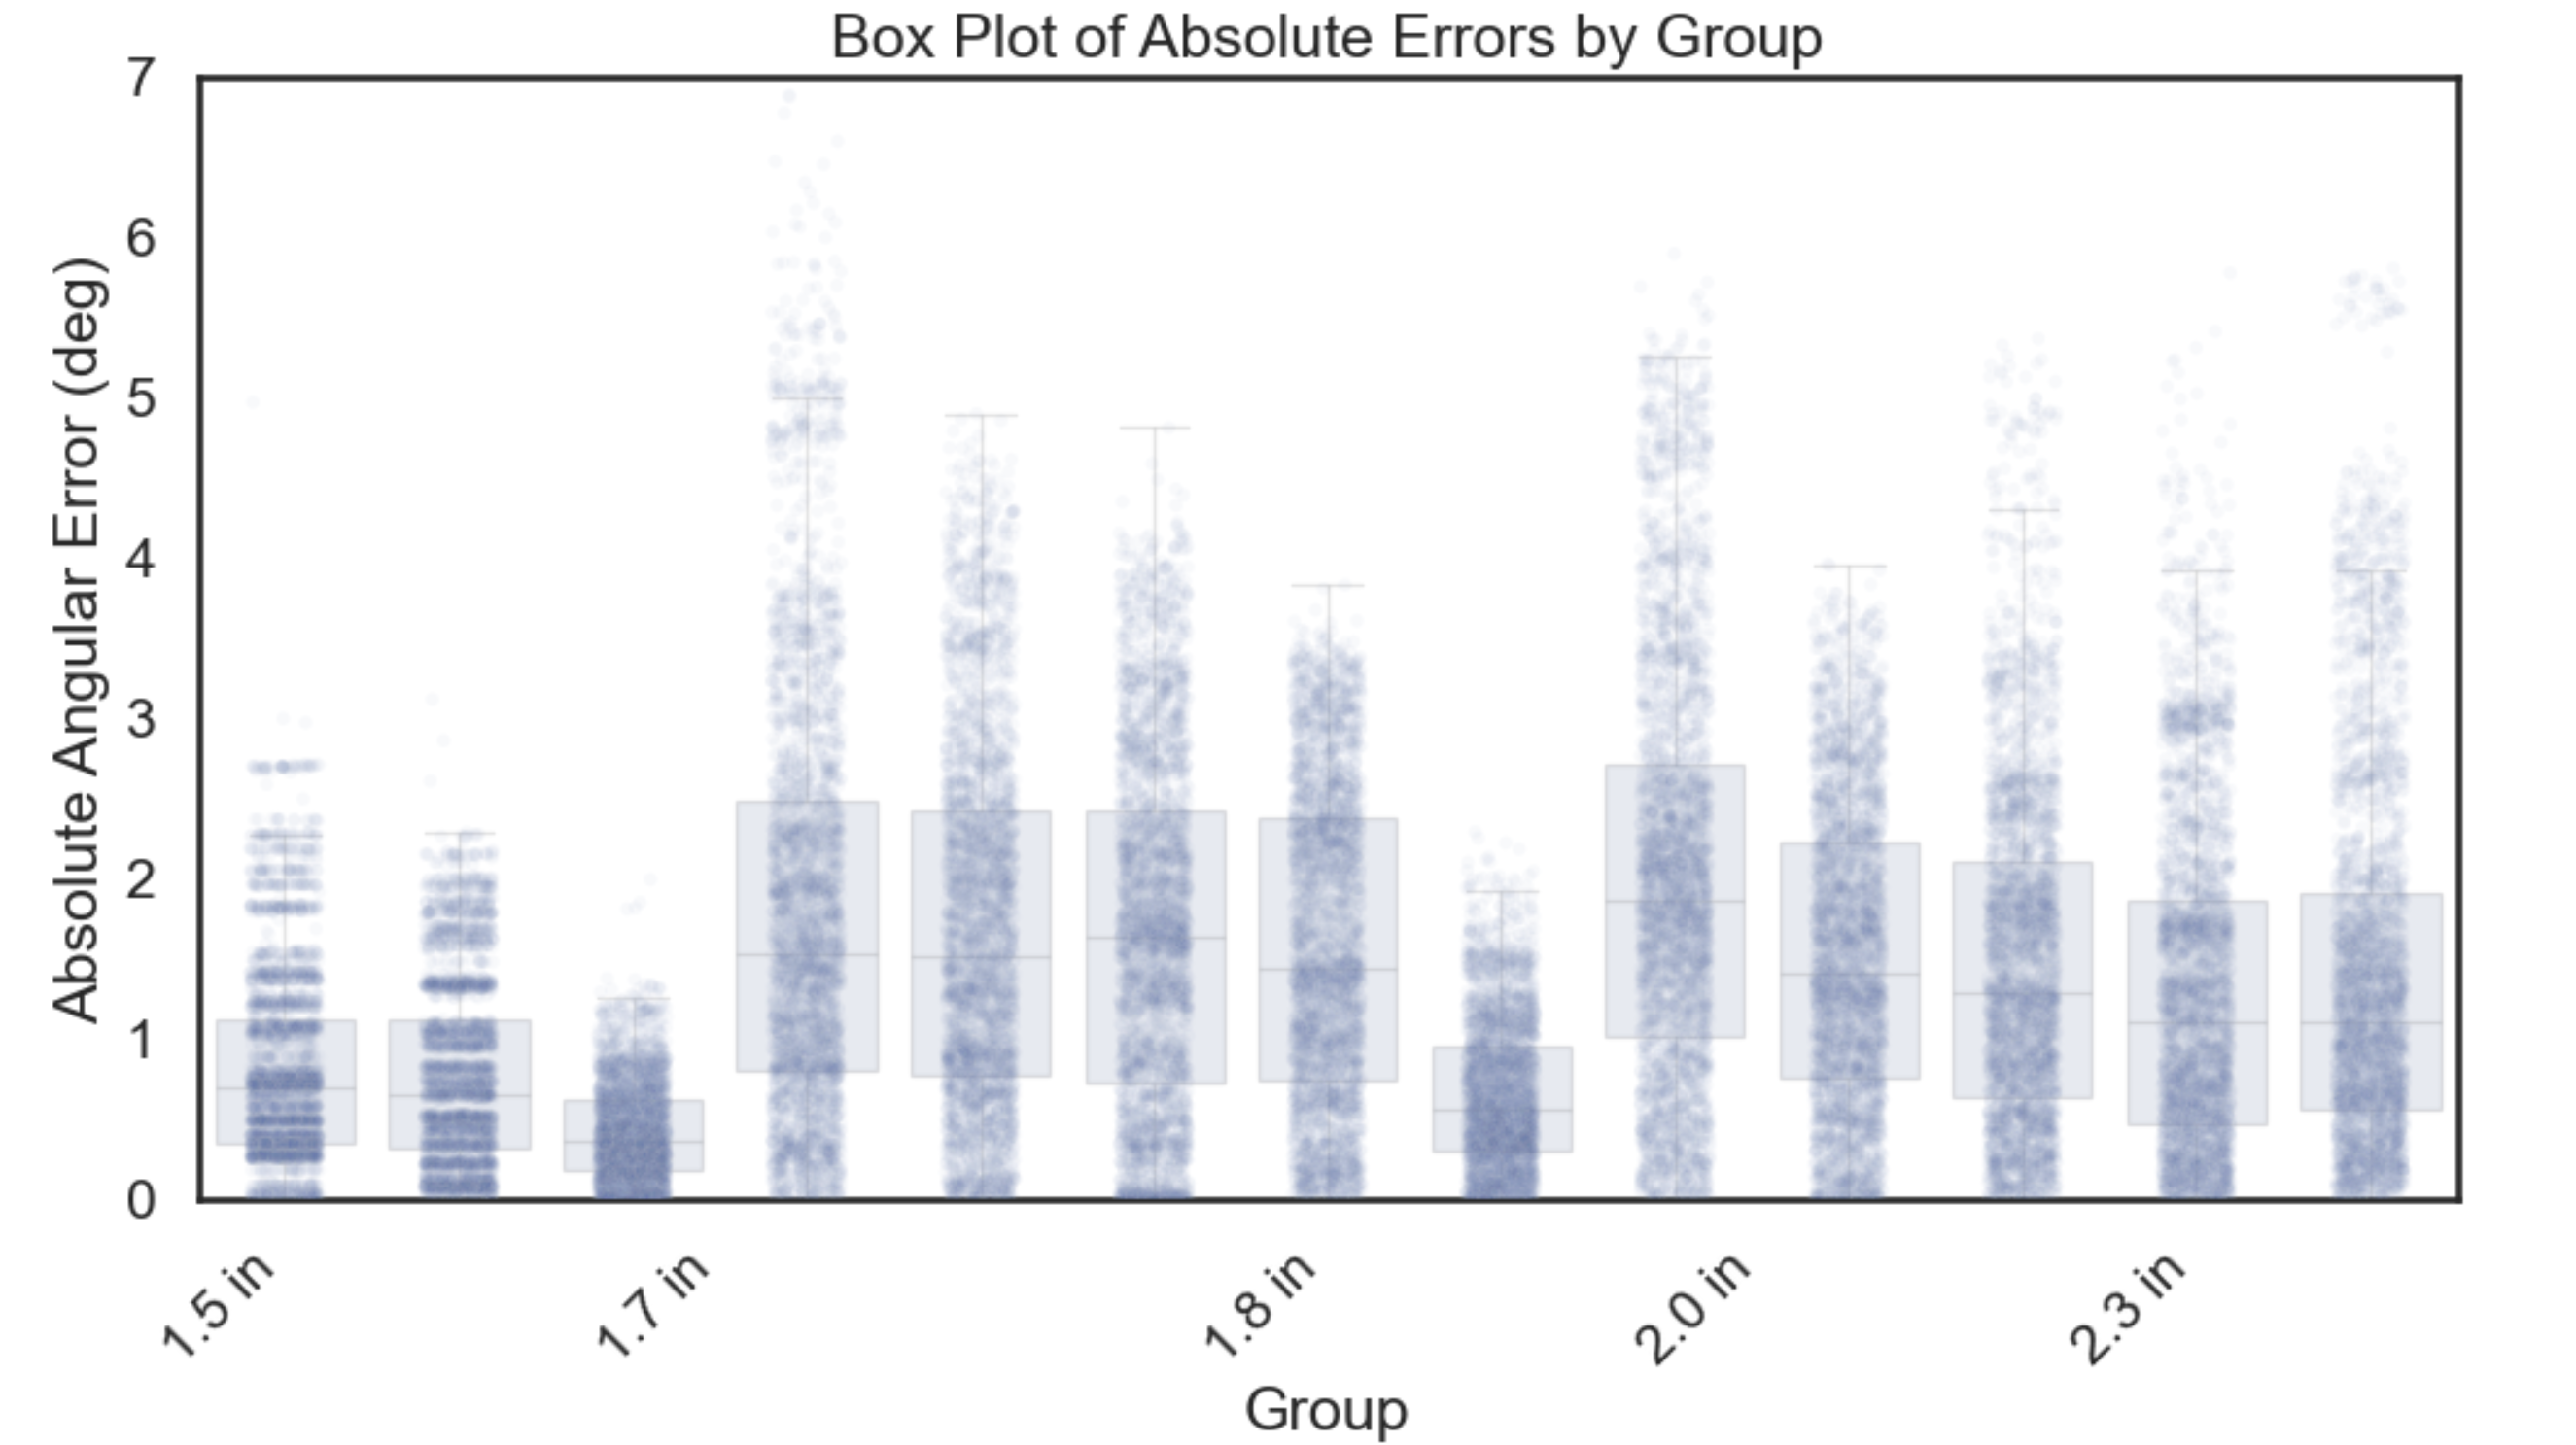 Box Plot of Absolute Errors by Group
Absolute Angular Error (deg)
7
6
5
4
3
2
1
0
1.5 in
1.7 in
1.8 in
2.0 in
2.3 in
Group